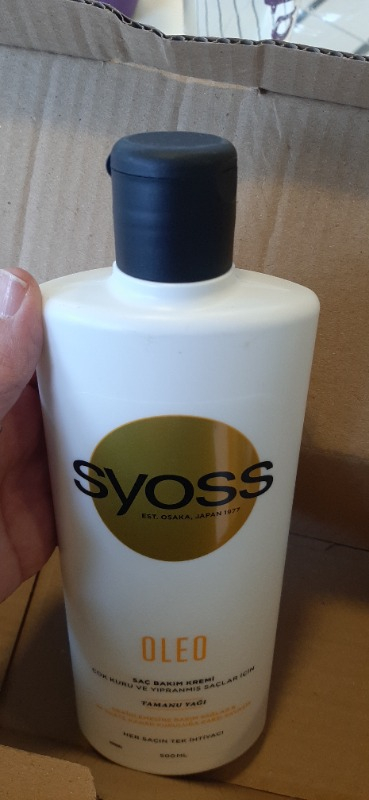 syoss
EST. OSAKA, JAPAN 1977
OLEO
SAÇ BAKIM KREMİ
ÇOK KURU VE YIPRANMIŞ SAÇLAR İÇİN
TAMANU YAĞI
HER SAÇIN TEK İHTİYACI
500 ML